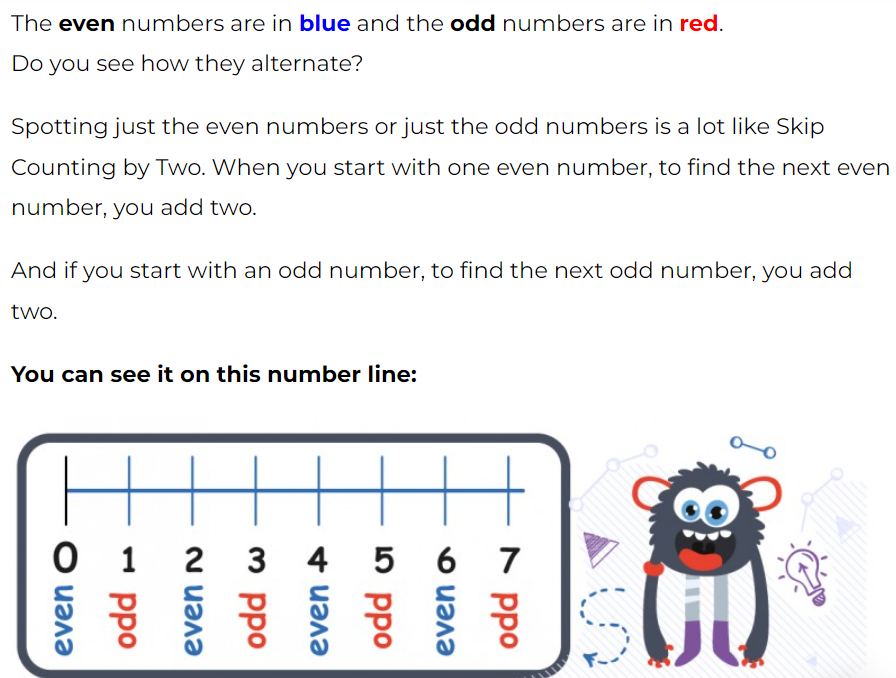 The even numbers are in blue and the odd numbers are in red.
Do you see how they alternate?
Spotting just the even numbers or just the odd numbers is a lot like Skip
Counting by Two. When you start with one even number, to find the next even
number, you add two.
And if you start with an odd number, to find the next odd number, you add
two.
You can see it on this number line:
0 1 2 3 4 5 6 7
even odd even odd even odd even odd